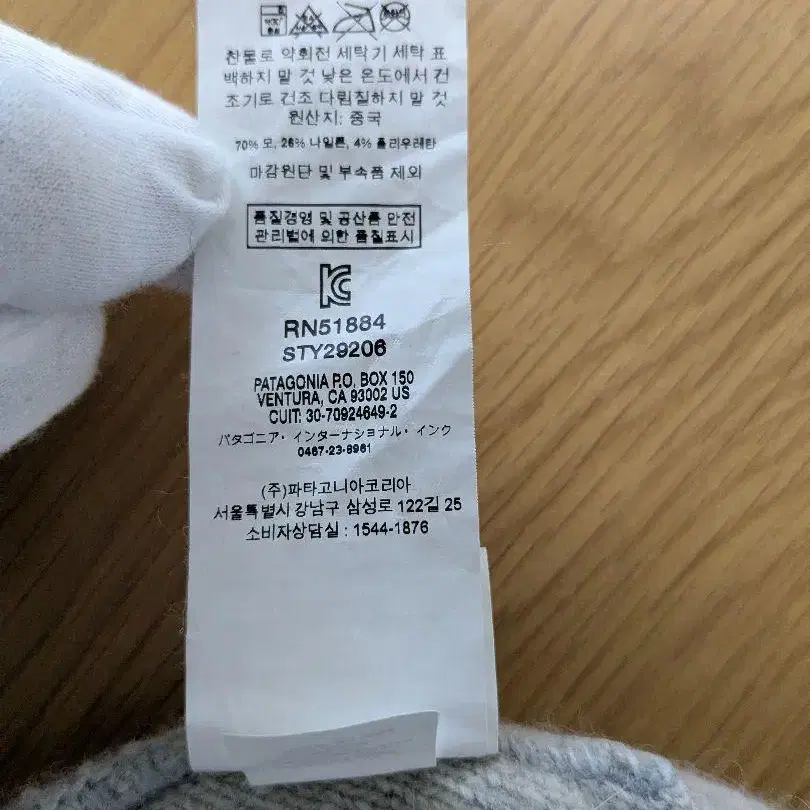 찬물로 약회전 세탁기 세탁 표
백하지 말 것 낮은 온도에서 건
조기로 건조 다림질하지 말 것
원산지: 중국
70% 모, 26% 나일론, 4% 폴리우레탄
마감원단 및 부속품 제외
품질경영 및 공산품 안전
관리법에 의한 품질표시
RN51884
STY29206
PATAGONIA P.O. BOX 150
VENTURA, CA 93002 US
CUIT: 30-70924649-2
パタゴニア・インターナショナル・インク
0467-23-8961
(주)파타고니아코리아
서울특별시 강남구 삼성로 122길 25
소비자상담실 : 1544-1876